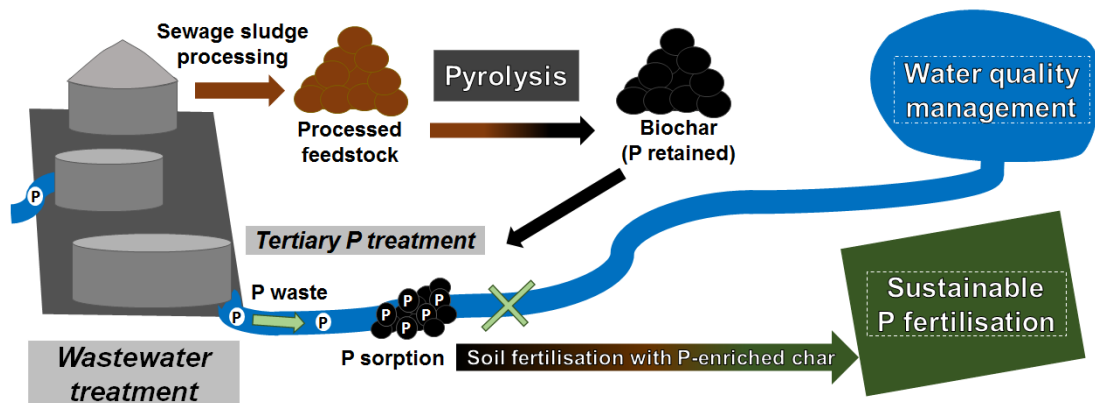 Sewage sludge
processing
Processed
feedstock
Pyrolysis
Biochar
(P retained)
Water quality
management
P
Tertiary P treatment
P waste
P
P
P
P
P
P
P
P sorption
Wastewater
treatment
Soil fertilisation with P-enriched char
Sustainable
P fertilisation